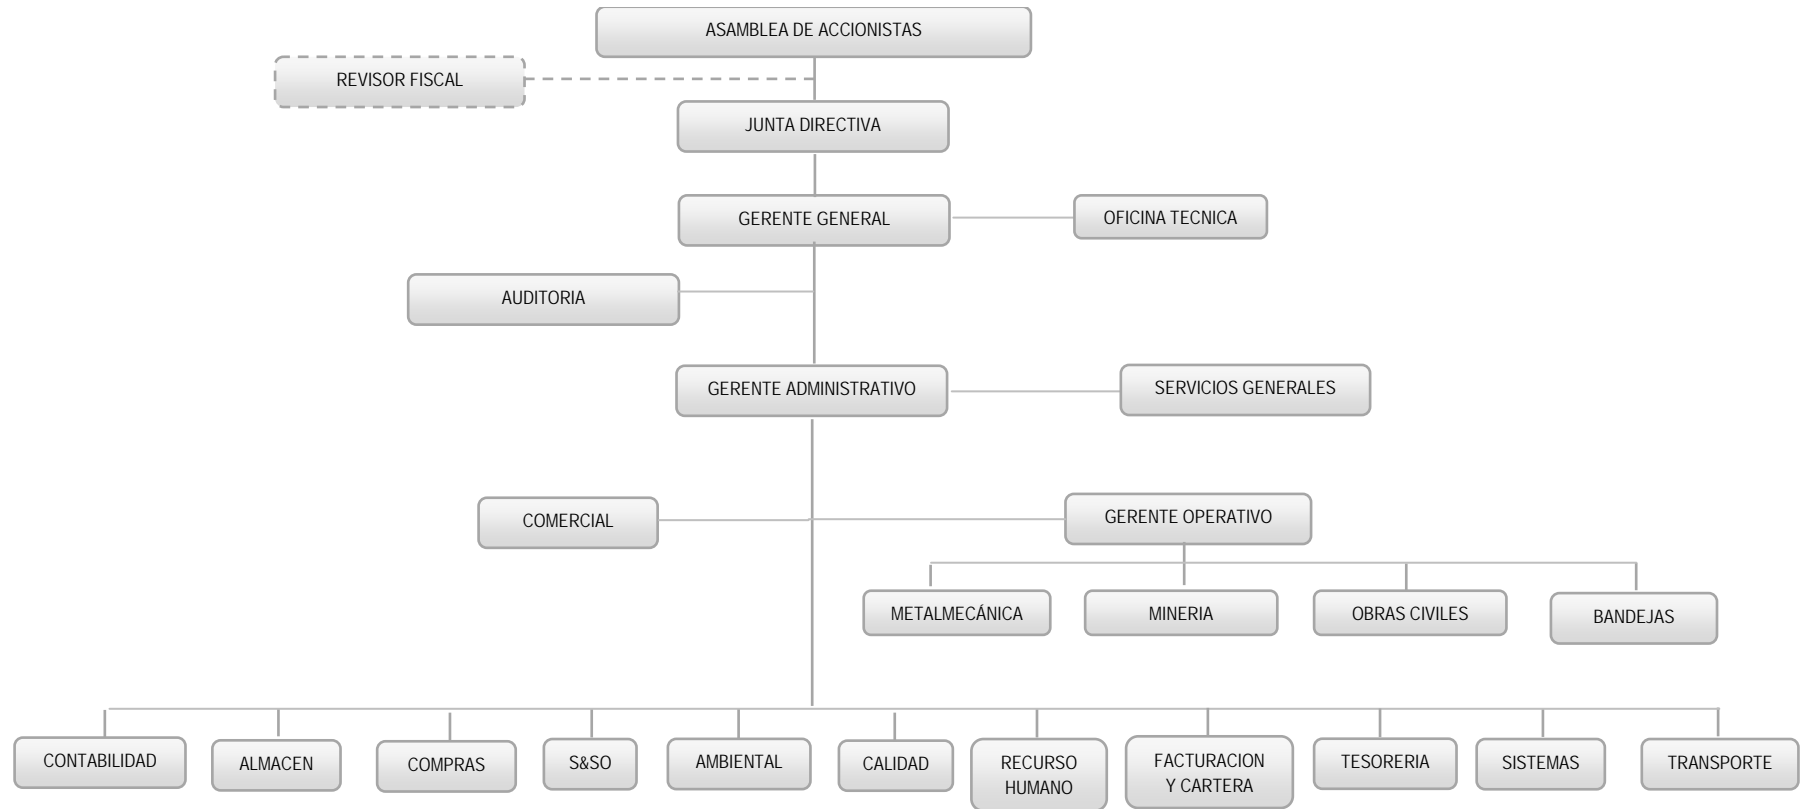 ASAMBLEA DE ACCIONISTAS
REVISOR FISCAL
JUNTA DIRECTIVA
GERENTE GENERAL
OFICINA TECNICA
AUDITORIA
GERENTE ADMINISTRATIVO
SERVICIOS GENERALES
COMERCIAL
GERENTE OPERATIVO
METALMECÁNICA
MINERIA
OBRAS CIVILES
BANDEJAS
CONTABILIDAD
ALMACEN
COMPRAS
S&SO
AMBIENTAL
CALIDAD
RECURSO
HUMANO
FACTURACION
Y CARTERA
TESORERIA
SISTEMAS
TRANSPORTE